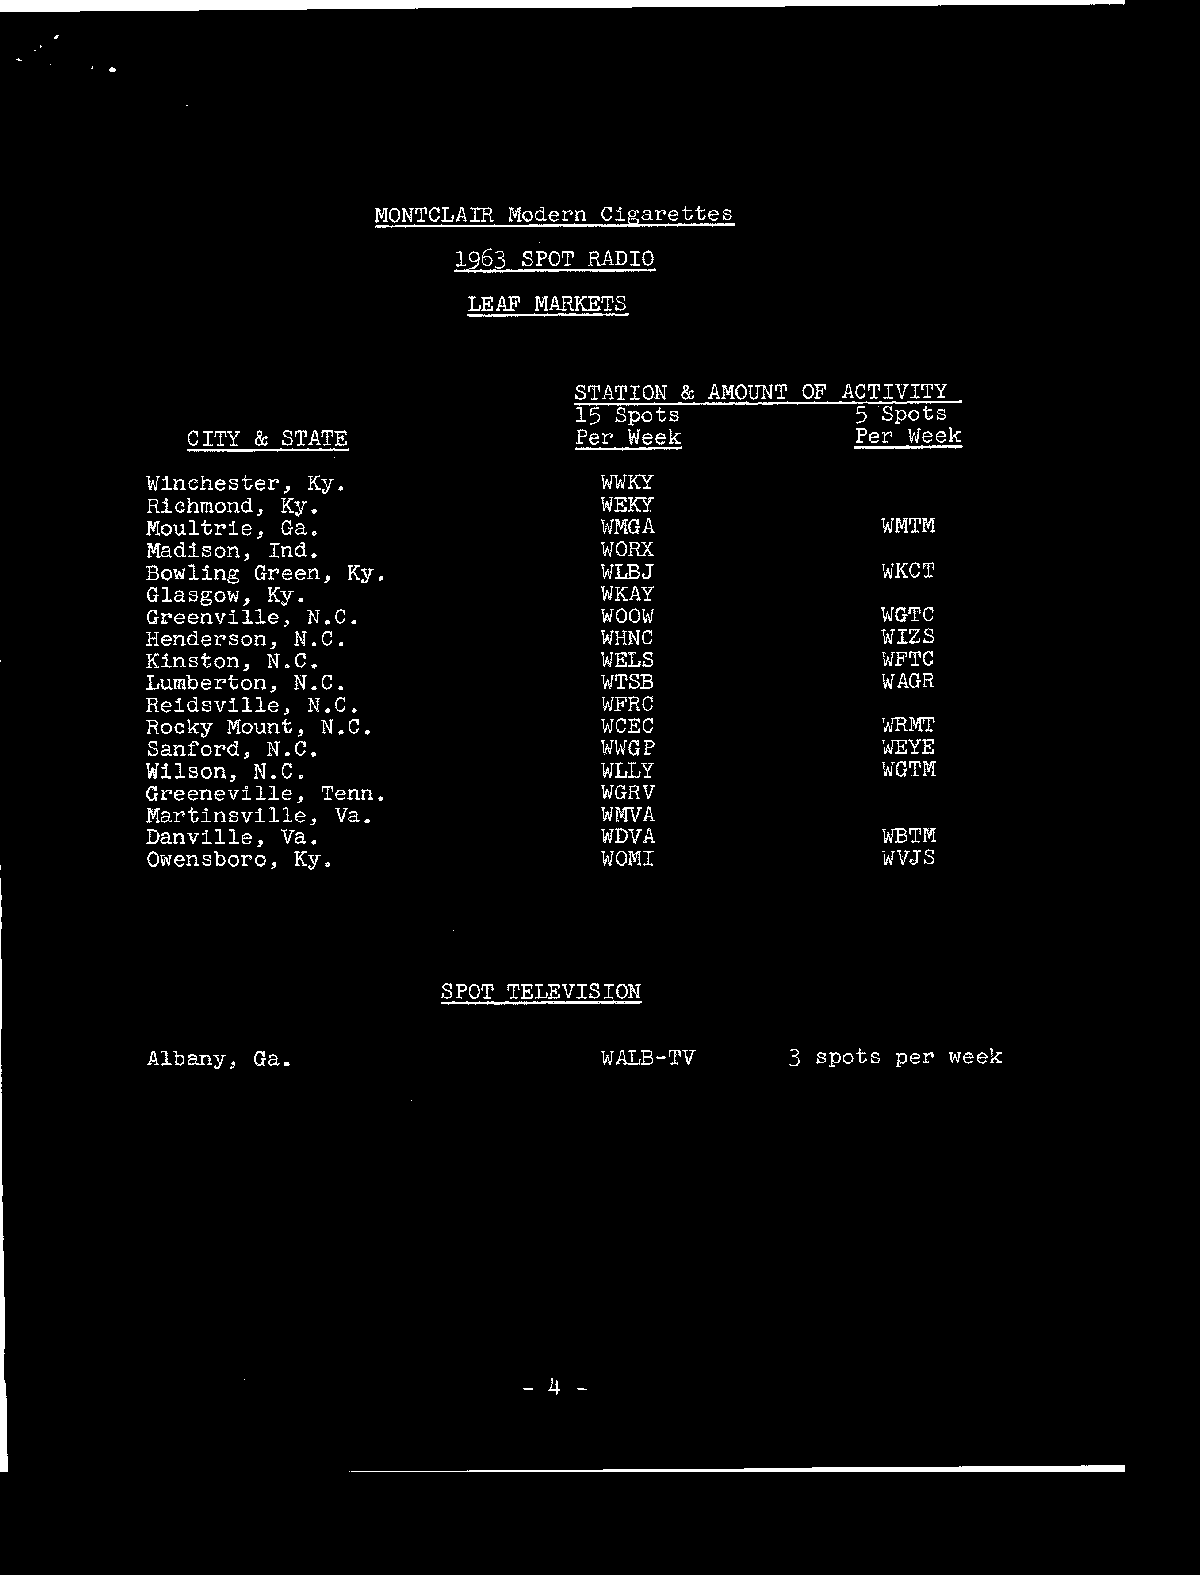 MONTCLAIR Modern Cigarettes
1963 SPOT RADIO
LEAF MARKETS
STATION & AMOUNT OF ACTIVITY
15 Spots 5 Spots
CITY & STATE Per Week Per Week
Winchester, Ky. WWKY
Richmond, Ky. WEKY
Moultrie, Ga. WMGA WMTM
Madison, Ind. WORX
Bowling Green, Ky. WLBJ WKCT
Glasgow, Ky. WKAY
Greenville, N.C. WOOW WGTC
Henderson, N.C. WHNC WIZS
Kinston, N.C. WELS WFTC
Lumberton, N.C. WTSB WAGR
Reidsville, N.C. WFRC
Rocky Mount, N.C. WCEC WRMT
Sanford, N.C. WWGP WEYE
Wilson, N.C. WLLY WGTM
Greeneville, Tenn. WGRV
Martinsville, Va. WMVA
Danville, Va. WDVA WBTM
Owensboro, Ky. WOMI WVJS
SPOT TELEVISION
Albany, Ga. WALB-TV 3 spots per week
- 4 -